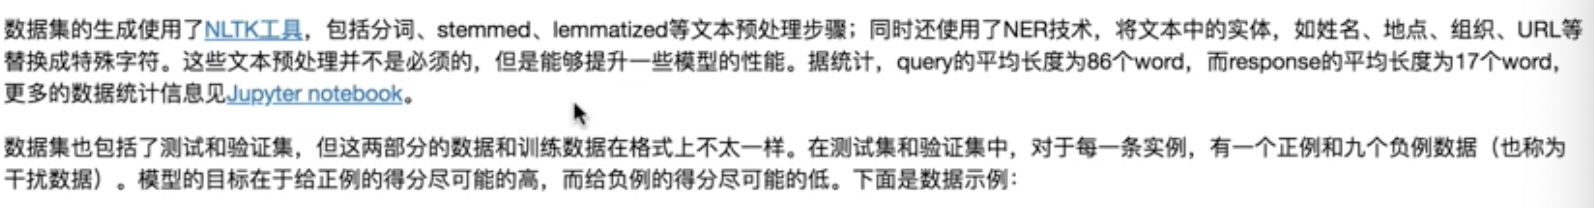 数据集的生成使用了NLTK工具，包括分词、stemmed、lemmatized等文本预处理步骤；同时还使用了NER技术，将文本中的实体，如姓名、地点、组织、URL等
替换成特殊字符。这些文本预处理并不是必须的，但是能够提升一些模型的性能。据统计，query的平均长度为86个word，而response的平均长度为17个word，
更多的数据统计信息见Jupyter notebook。
数据集也包括了测试和验证集，但这两部分的数据和训练数据在格式上不太一样。在测试集和验证集中，对于每一条实例，有一个正例和九个负例数据（也称为
干扰数据）。模型的目标在于给正例的得分尽可能的高，而给负例的得分尽可能的低。下面是数据示例：